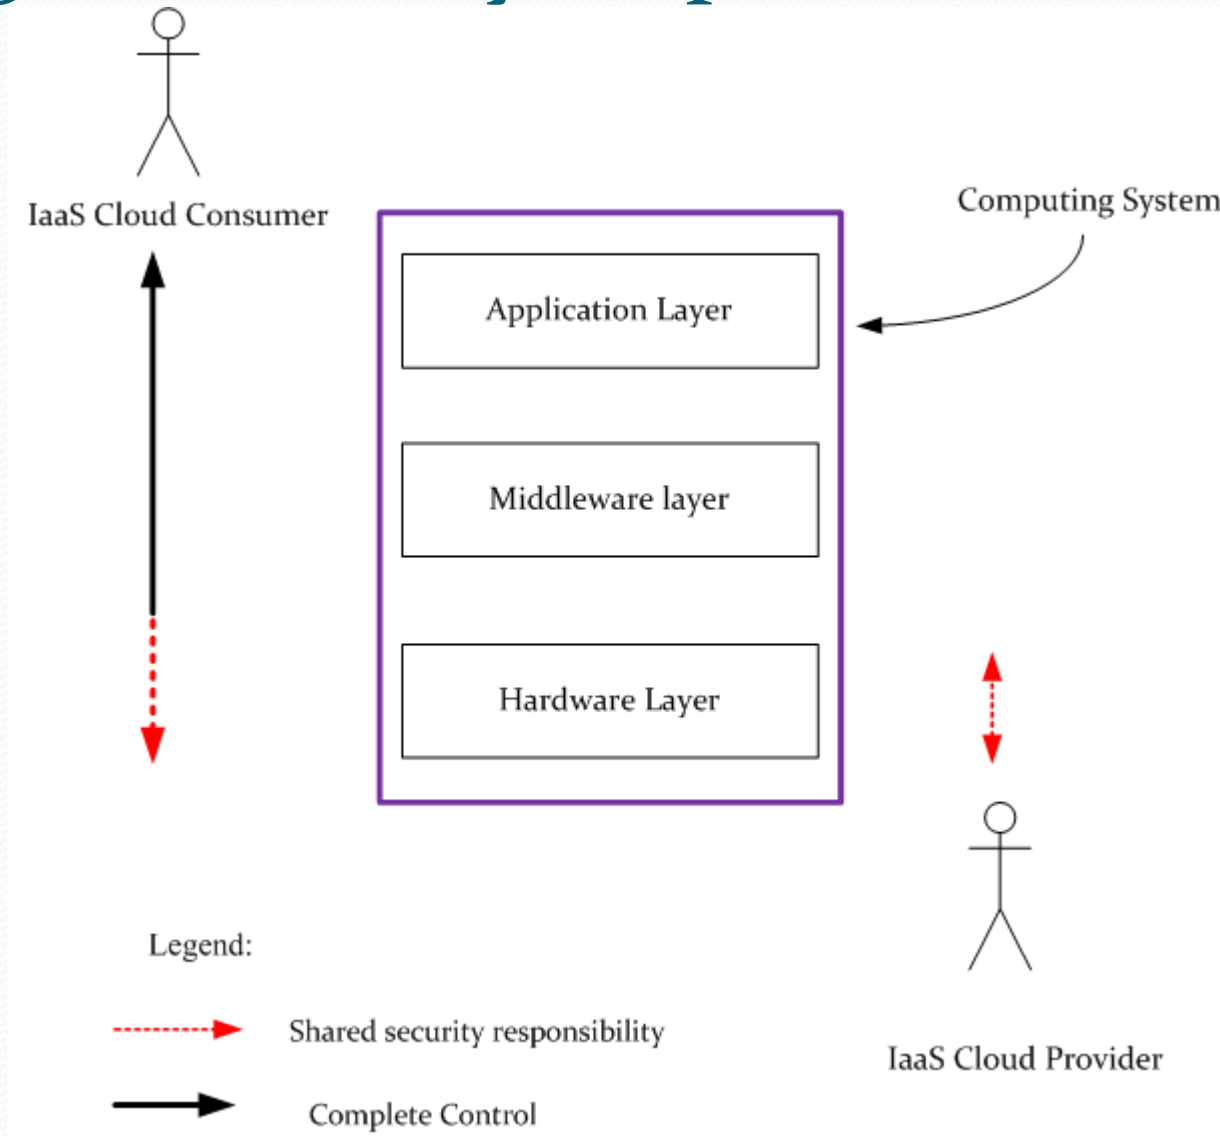 IaaS Cloud Consumer
Computing System
Application Layer
Middleware layer
Hardware Layer
Legend:
Shared security responsibility
IaaS Cloud Provider
Complete Control